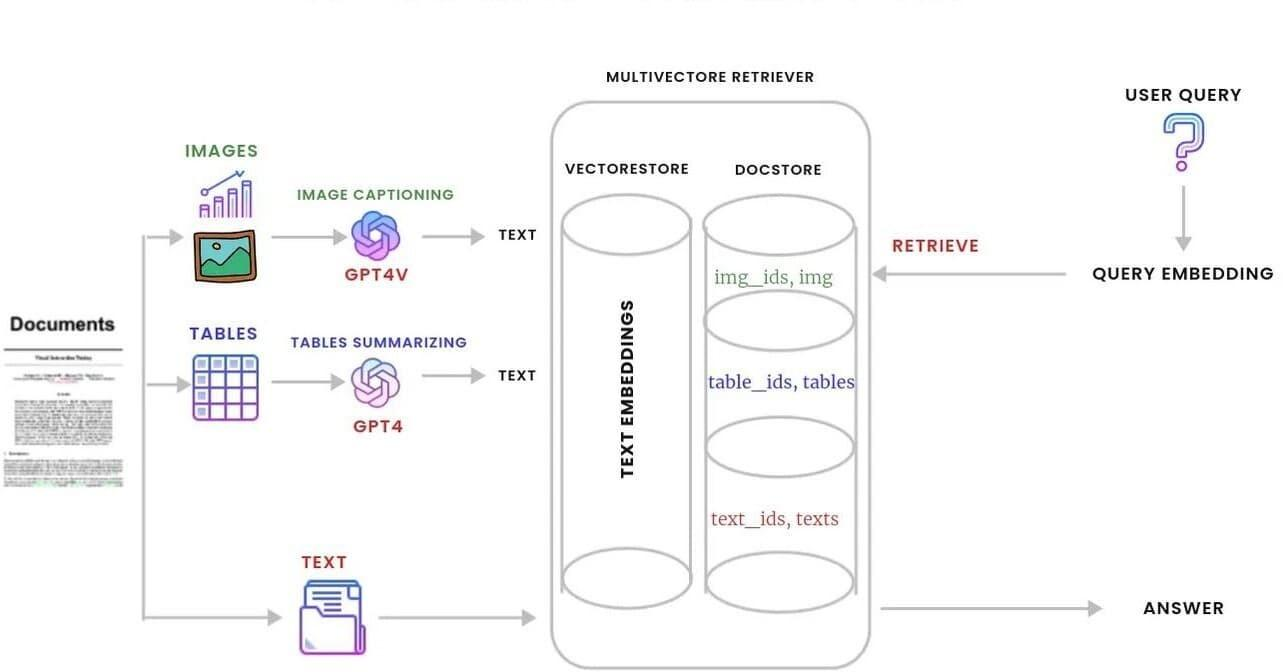 MULTIVECTORE RETRIEVER
USER QUERY
IMAGES
VECTORESTORE
DOCSTORE
IMAGE CAPTIONING
TEXT
RETRIEVE
GPT4V
QUERY EMBEDDING
img_ids, img
Documents
TABLES
TABLES SUMMARIZING
TEXT
TEXT EMBEDDINGS
table_ids, tables
GPT4
text_ids, texts
TEXT
ANSWER